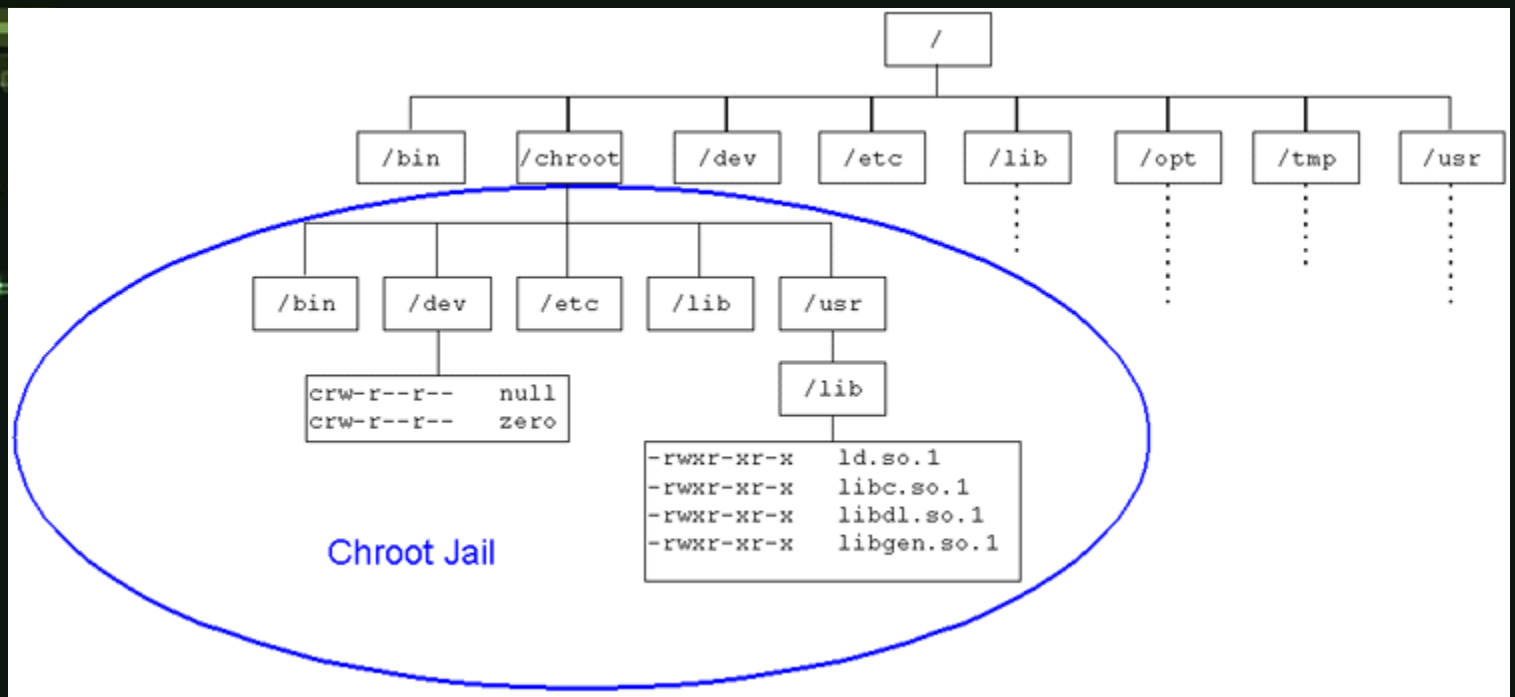 /
/bin /chroot /dev /etc /lib /opt /tmp /usr
/bin /dev /etc /lib /usr
/lib
crw-r--r-- null
crw-r--r-- zero
-rwxr-xr-x ld.so.1
-rwxr-xr-x libc.so.1
-rwxr-xr-x libdl.so.1
-rwxr-xr-x libgen.so.1
Chroot Jail